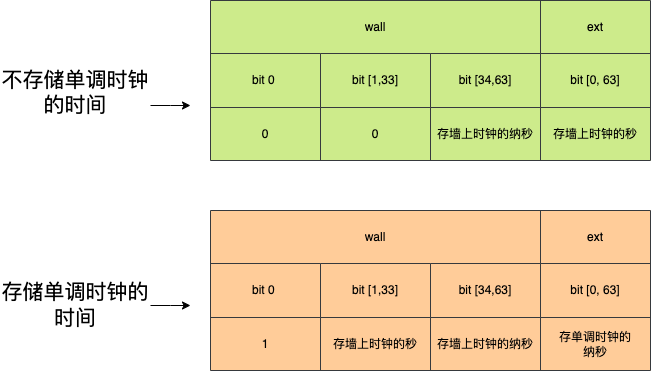 不存储单调时钟
的时间
wall ext
bit 0 bit [1,33] bit [34,63] bit [0, 63]
0 0 存墙上时钟的纳秒 存墙上时钟的秒
存储单调时钟的
时间
wall ext
bit 0 bit [1,33] bit [34,63] bit [0, 63]
1 存墙上时钟的秒 存墙上时钟的纳秒 存单调时钟的
纳秒